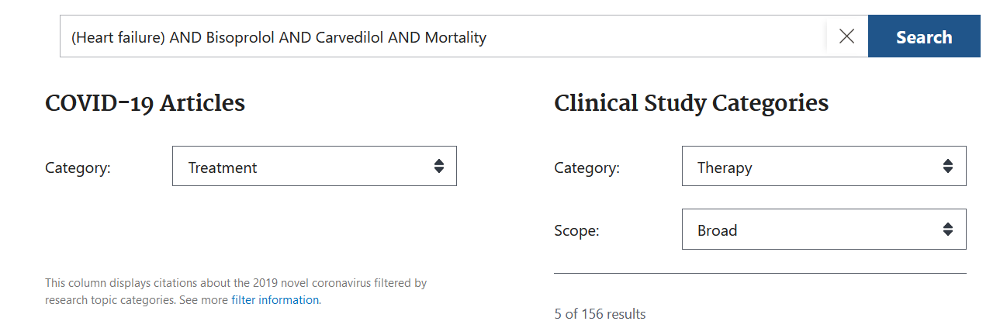 (Heart failure) AND Bisoprolol AND Carvedilol AND Mortality
Search
COVID-19 Articles
Category:
Treatment
This column displays citations about the 2019 novel coronavirus filtered by
research topic categories. See more filter information.
Clinical Study Categories
Category:
Therapy
Scope:
Broad
5 of 156 results